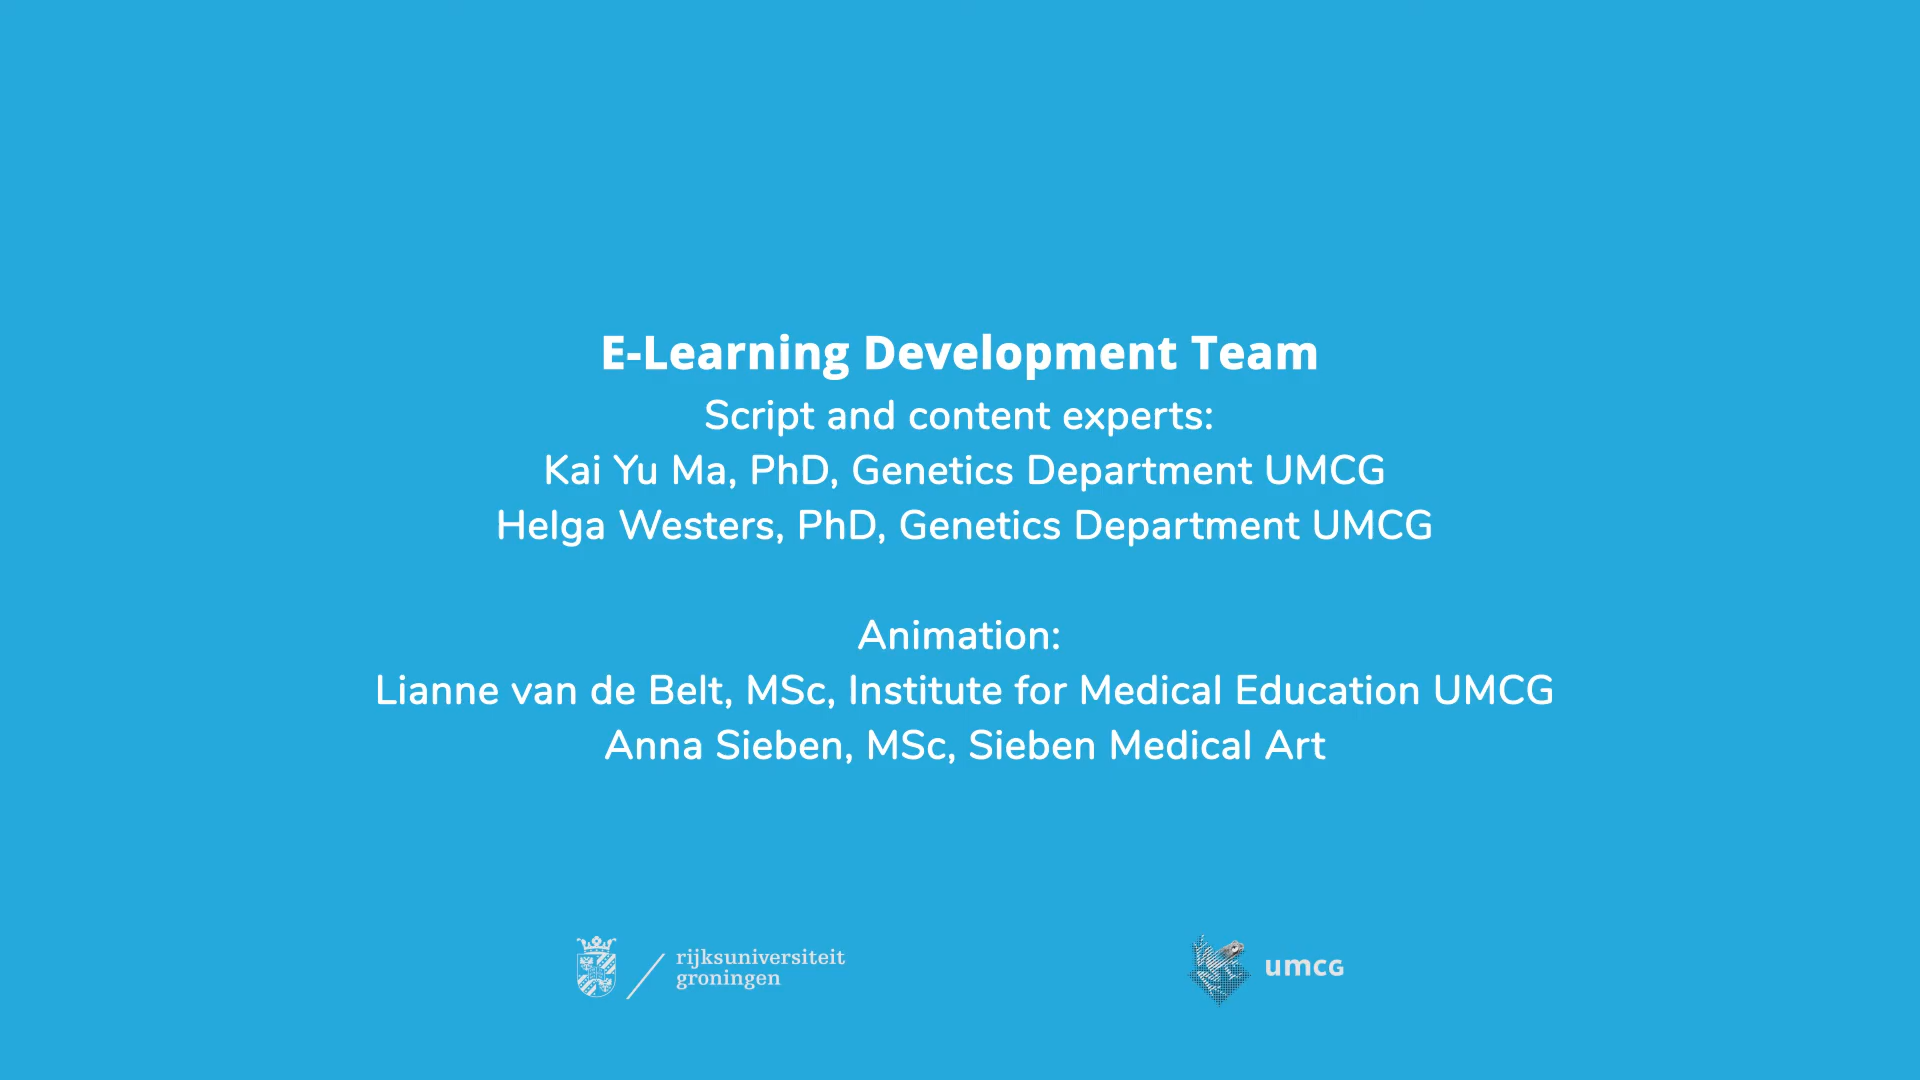 E-Learning Development Team
Script and content experts:
Kai Yu Ma, PhD, Genetics Department UMCG
Helga Westers, PhD, Genetics Department UMCG
Animation:
Lianne van de Belt, MSc, Institute for Medical Education UMCG
Anna Sieben, MSc, Sieben Medical Art
rijksuniversiteit
groningen
umcg